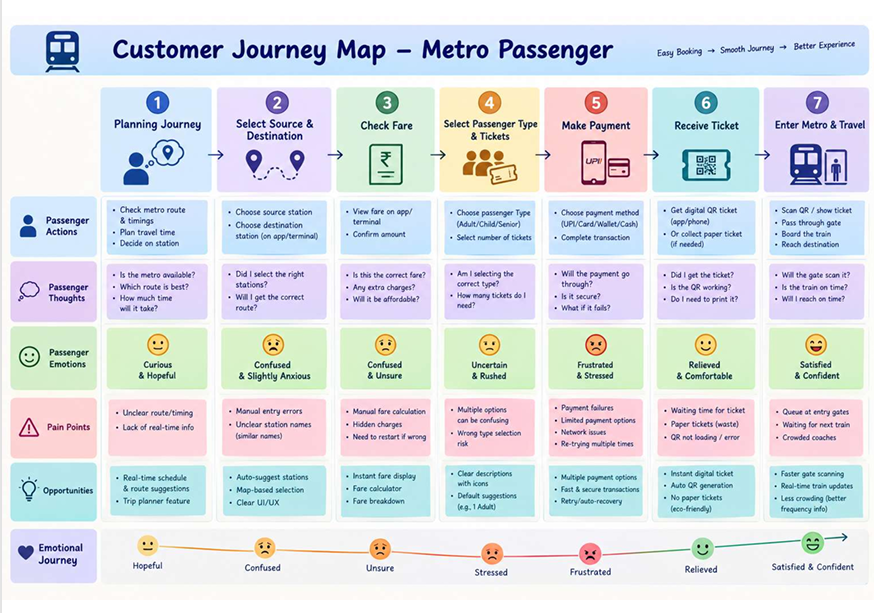 Customer Journey Map – Metro Passenger
Easy Booking → Smooth Journey → Better Experience
1
Planning Journey
2
Select Source &
Destination
3
Check Fare
₹
4
Select Passenger Type
& Tickets
5
Make Payment
UPI
6
Receive Ticket
7
Enter Metro & Travel
Passenger
Actions
• Check metro route
& timings
• Plan travel time
• Decide on station
• Choose source station
• Choose destination
station (on app/terminal)
• View fare on app/
terminal
• Confirm amount
• Choose passenger type
(Adult/Child/Senior)
• Select number of tickets
• Choose payment method
(UPI/Card/Wallet/Cash)
• Complete transaction
• Get digital QR ticket
(app/phone)
• Or collect paper ticket
(if needed)
• Scan QR / show ticket
• Pass through gate
• Board the train
• Reach destination
Passenger
Thoughts
• Is the metro available?
• Which route is best?
• How much time
will it take?
• Did I select the right
stations?
• Will I get the correct
route?
• Is this the correct fare?
• Any extra charges?
• Will it be affordable?
• Am I selecting the
correct type?
• How many tickets do I
need?
• Will the payment go
through?
• Is it secure?
• What if it fails?
• Did I get the ticket?
• Is the QR working?
• Do I need to print it?
• Will the gate scan it?
• Is the train on time?
• Will I reach on time?
Passenger
Emotions
Curious
& Hopeful
Confused
& Slightly Anxious
Confused
& Unsure
Uncertain
& Rushed
Frustrated
& Stressed
Relieved
& Comfortable
Satisfied
& Confident
Pain Points
• Unclear route/timing
• Lack of real-time info
• Manual entry errors
• Unclear station names
(similar names)
• Manual fare calculation
• Hidden charges
• Need to restart if wrong
• Multiple options
can be confusing
• Wrong type selection
risk
• Payment failures
• Limited payment options
• Network issues
• Re-trying multiple times
• Waiting time for ticket
• Paper tickets (waste)
• QR not loading / error
• Queue at entry gates
• Waiting for next train
• Crowded coaches
Opportunities
• Real-time schedule
& route suggestions
• Trip planner feature
• Auto-suggest stations
• Map-based selection
• Clear UI/UX
• Instant fare display
• Fare calculator
• Fare breakdown
• Clear descriptions
with icons
• Default suggestions
(e.g., 1 Adult)
• Multiple payment options
• Fast & secure transactions
• Retry/auto-recovery
• Instant digital ticket
• Auto QR generation
• No paper tickets
(eco-friendly)
• Faster gate scanning
• Real-time train updates
• Less crowding (better
frequency info)
Emotional
Journey
Hopeful
Confused
Unsure
Stressed
Frustrated
Relieved
Satisfied & Confident